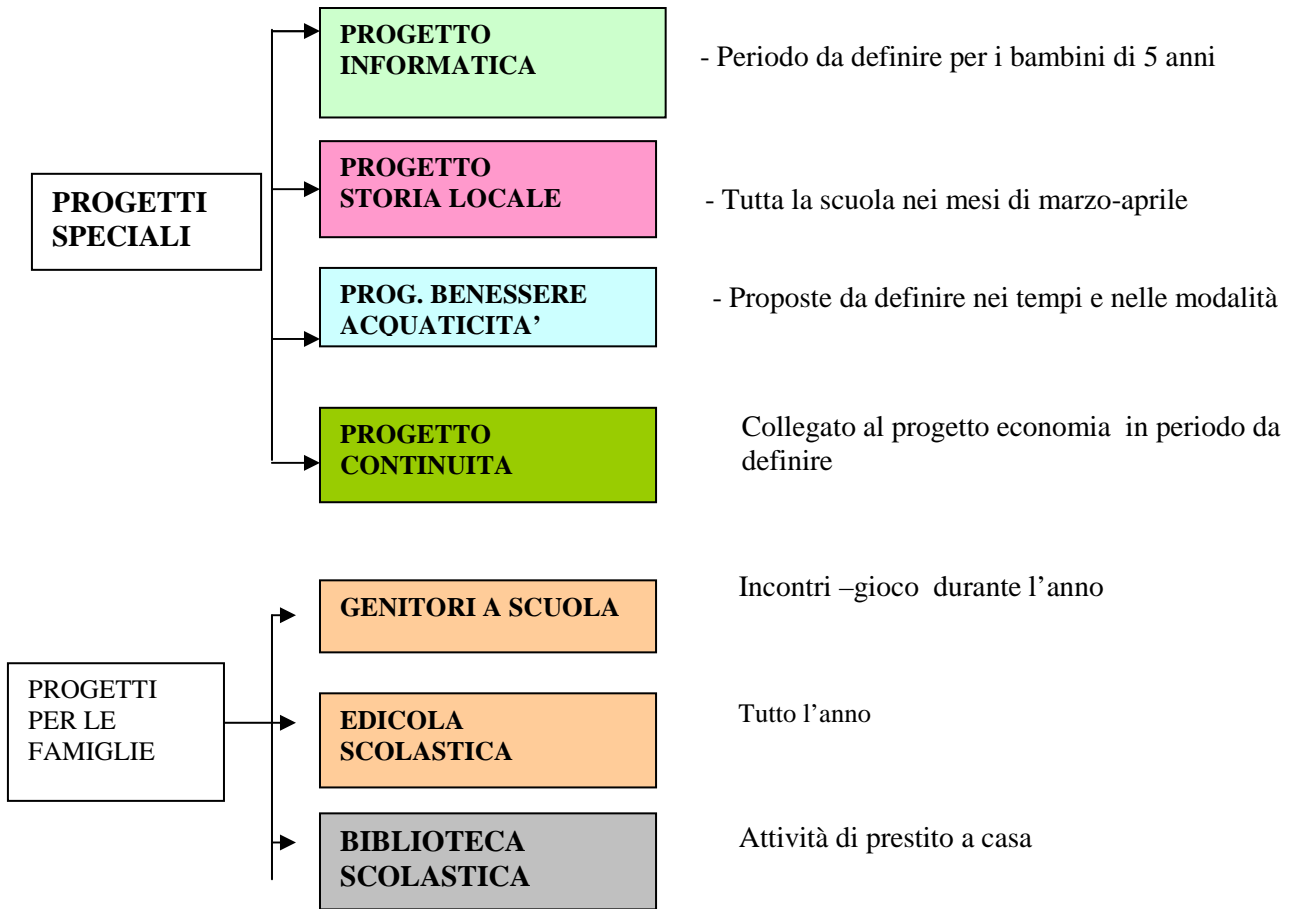 PROGETTO
INFORMATICA
- Periodo da definire per i bambini di 5 anni
PROGETTI
SPECIALI
PROGETTO
STORIA LOCALE
- Tutta la scuola nei mesi di marzo-aprile
PROG. BENESSERE
ACQUATICITA’
- Proposte da definire nei tempi e nelle modalità
PROGETTO
CONTINUITA
Collegato al progetto economia in periodo da
definire
GENITORI A SCUOLA
Incontri –gioco durante l’anno
PROGETTI
PER LE
FAMIGLIE
EDICOLA
SCOLASTICA
Tutto l’anno
BIBLIOTECA
SCOLASTICA
Attività di prestito a casa